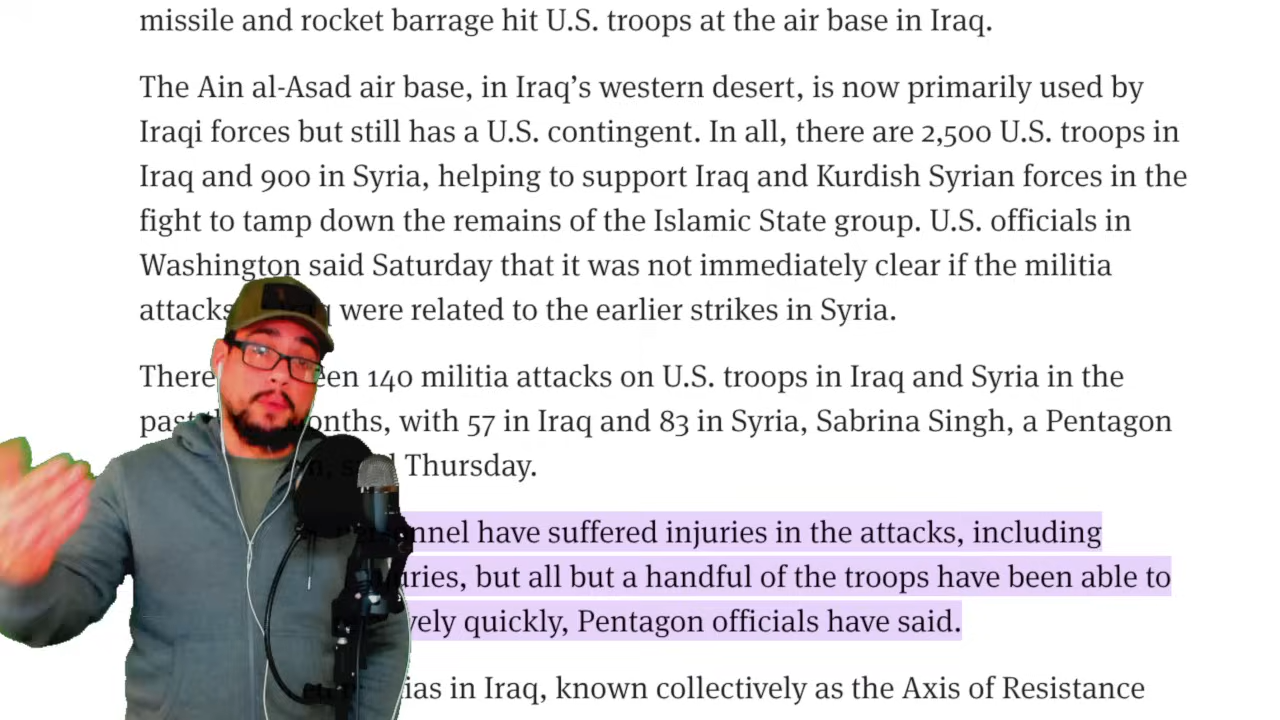 missile and rocket barrage hit U.S. troops at the air base in Iraq.
The Ain al-Asad air base, in Iraq’s western desert, is now primarily used by
Iraqi forces but still has a U.S. contingent. In all, there are 2,500 U.S. troops in
Iraq and 900 in Syria, helping to support Iraq and Kurdish Syrian forces in the
fight to tamp down the remains of the Islamic State group. U.S. officials in
Washington said Saturday that it was not immediately clear if the militia
attacks were related to the earlier strikes in Syria.
There 140 militia attacks on U.S. troops in Iraq and Syria in the
with 57 in Iraq and 83 in Syria, Sabrina Singh, a Pentagon
Thursday.
have suffered injuries in the attacks, including
but all but a handful of the troops have been able to
quickly, Pentagon officials have said.
in Iraq, known collectively as the Axis of Resistance